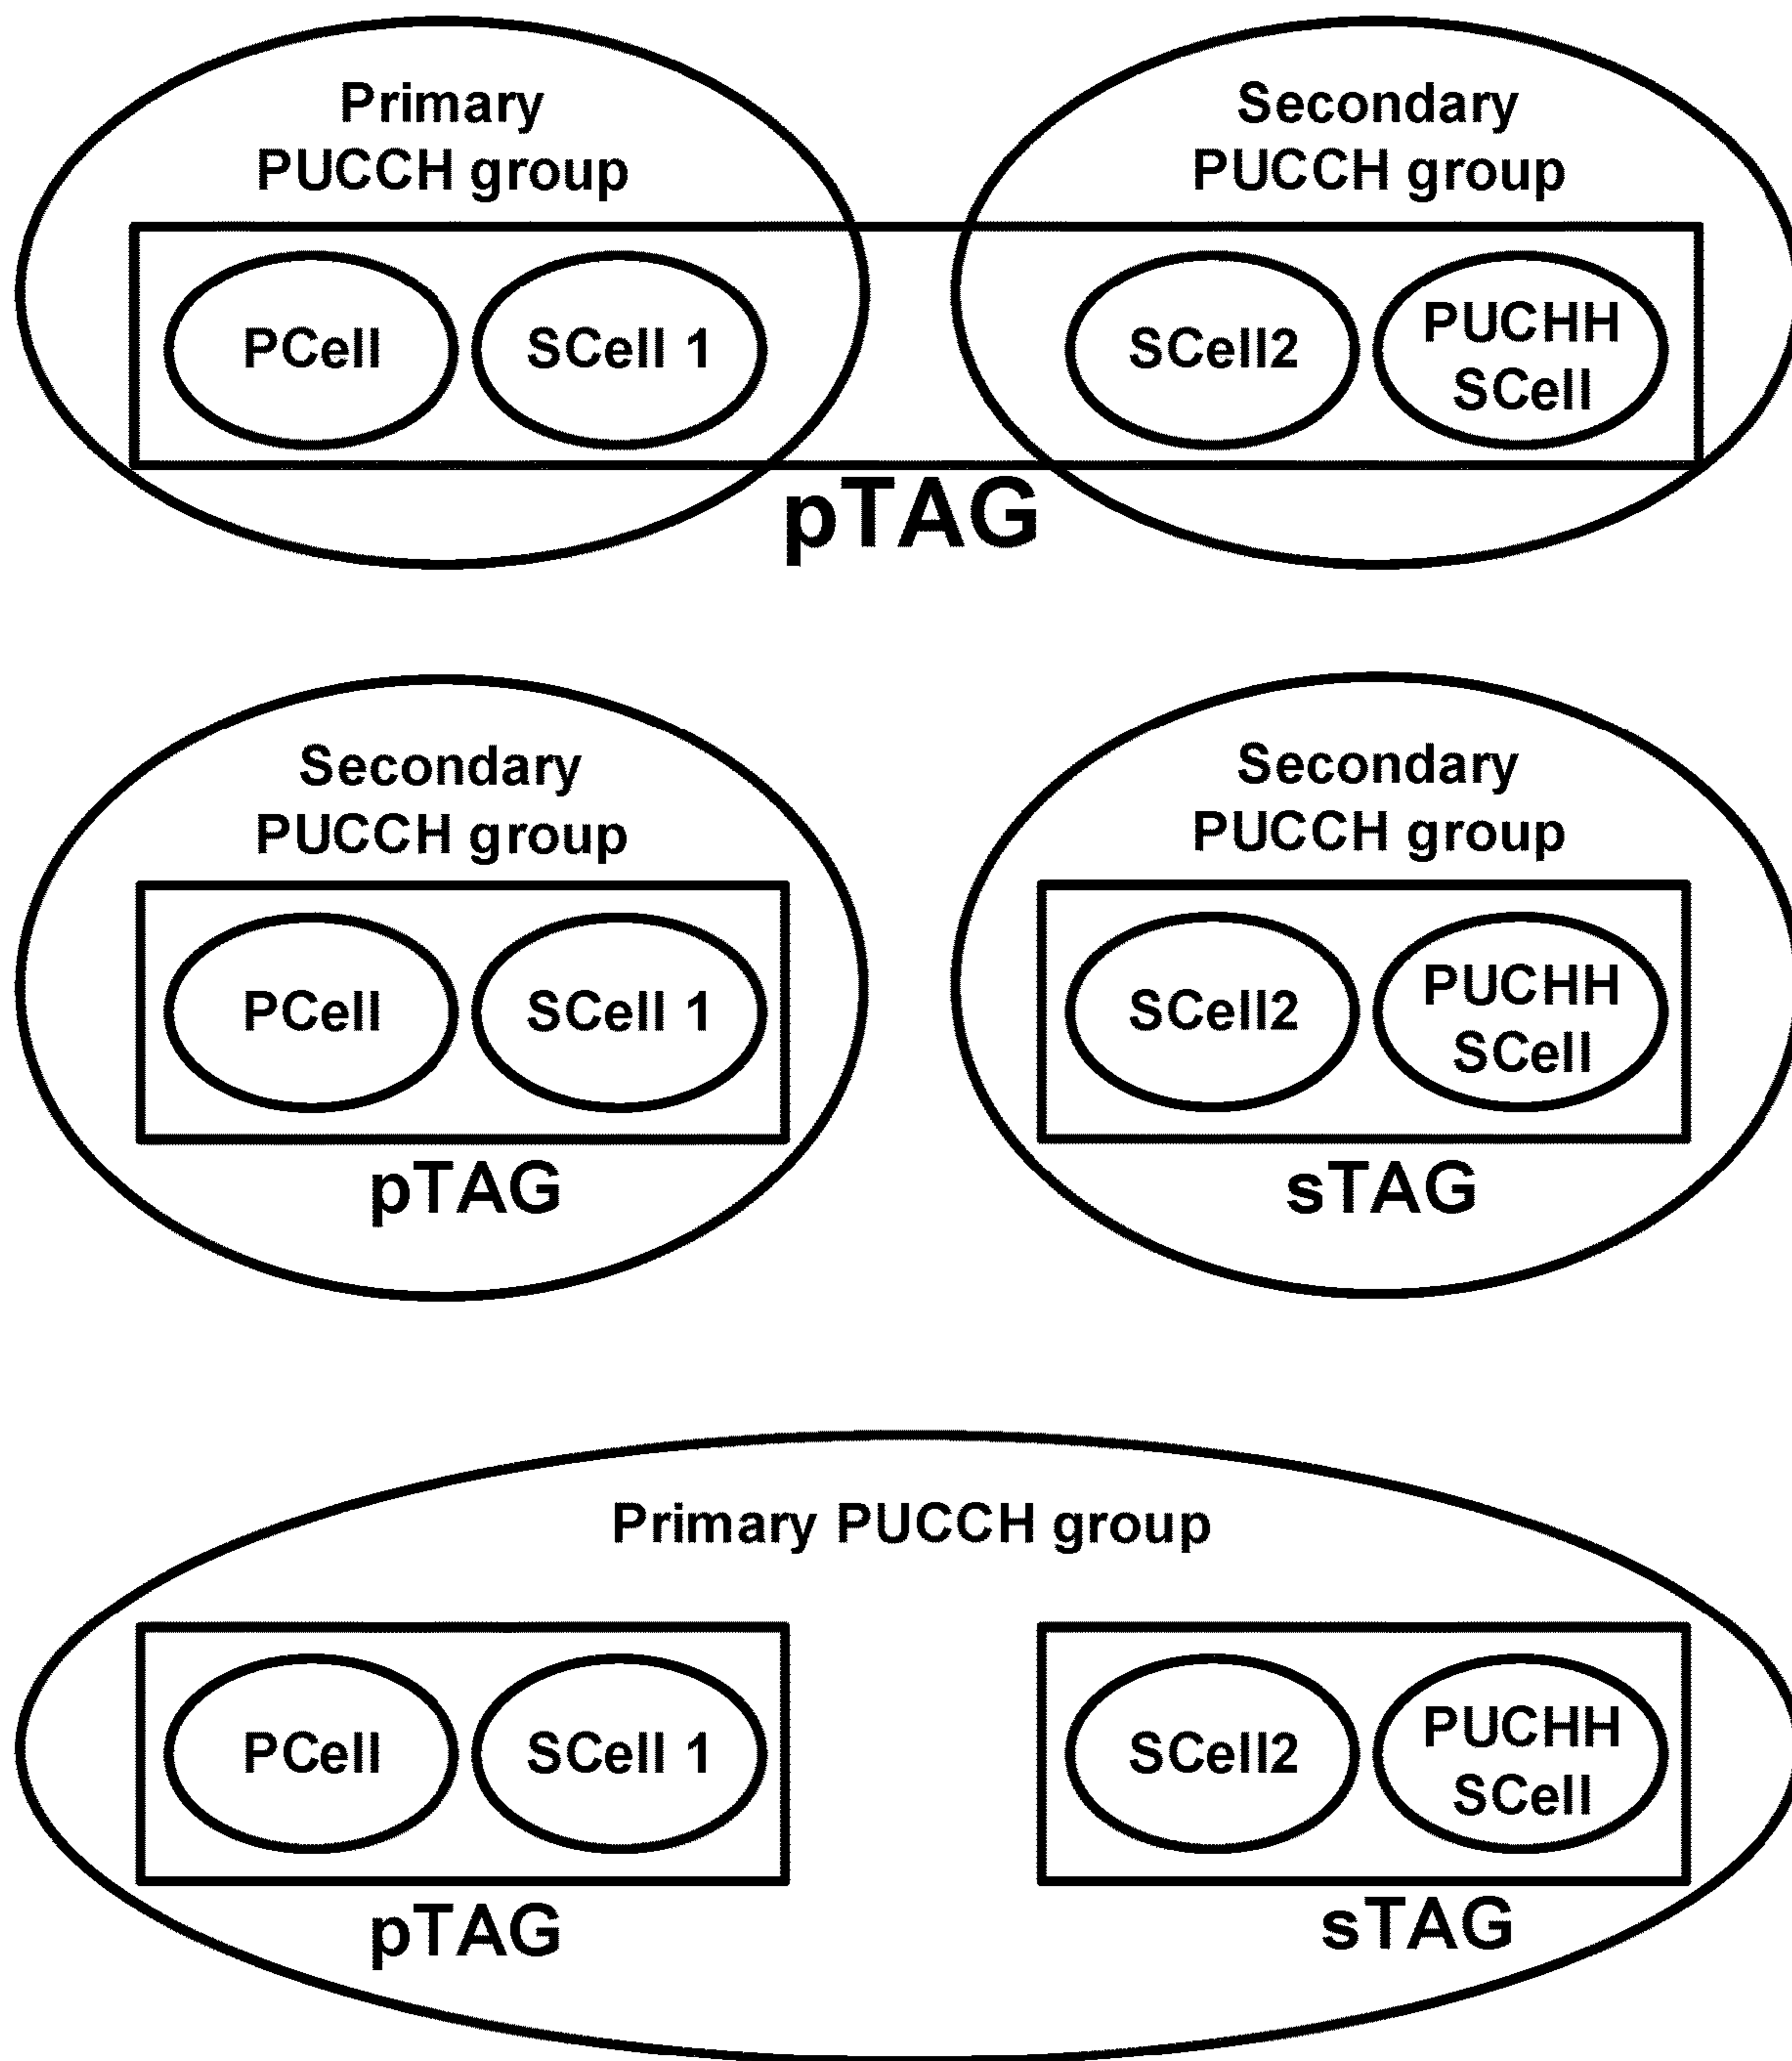 Primary
PUCCH group
Secondary
PUCCH group
PCell
SCell 1
SCell2
PUCHH
SCell
pTAG
Secondary
PUCCH group
Secondary
PUCCH group
PCell
SCell 1
SCell2
PUCHH
SCell
pTAG
sTAG
Primary PUCCH group
PCell
SCell 1
SCell2
PUCHH
SCell
pTAG
sTAG